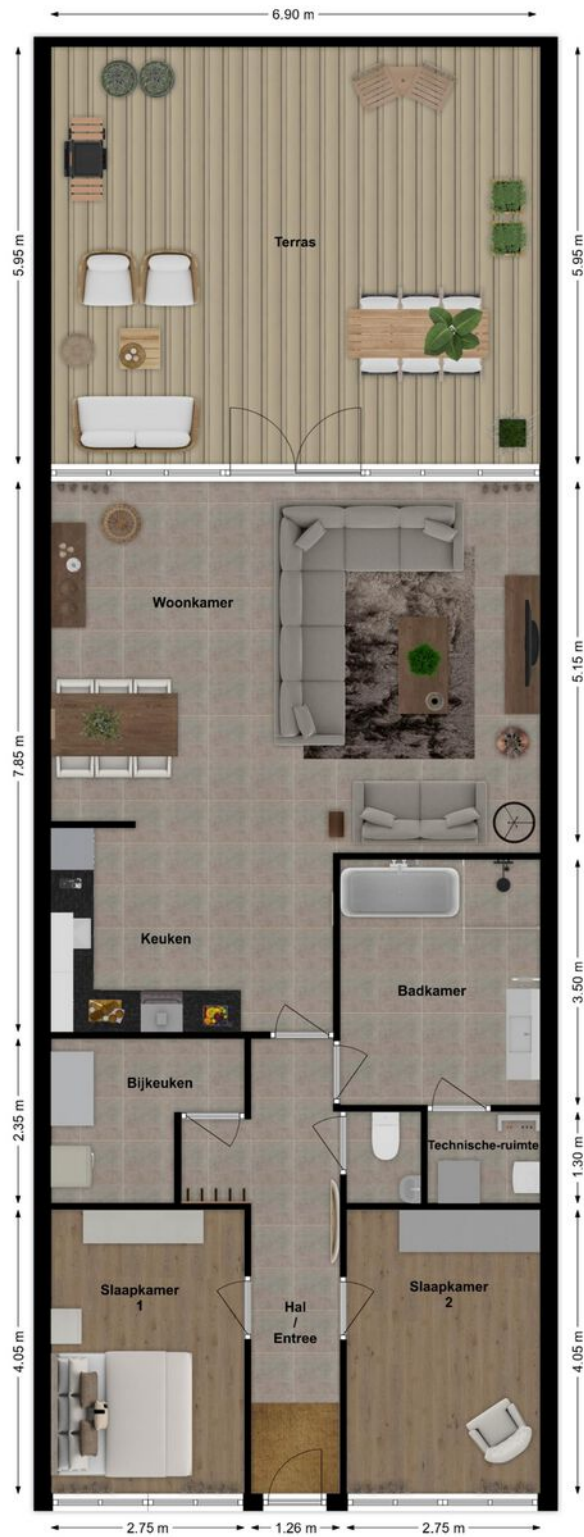 6.90 m
5.95 m
5.95 m
Terras
Woonkamer
7.85 m
5.15 m
Keuken
Badkamer
3.50 m
Bijkeuken
2.35 m
Technische-ruimte
1.30 m
Slaapkamer
1
Slaapkamer
2
Hal
/
Entree
4.05 m
4.05 m
2.75 m
1.26 m
2.75 m